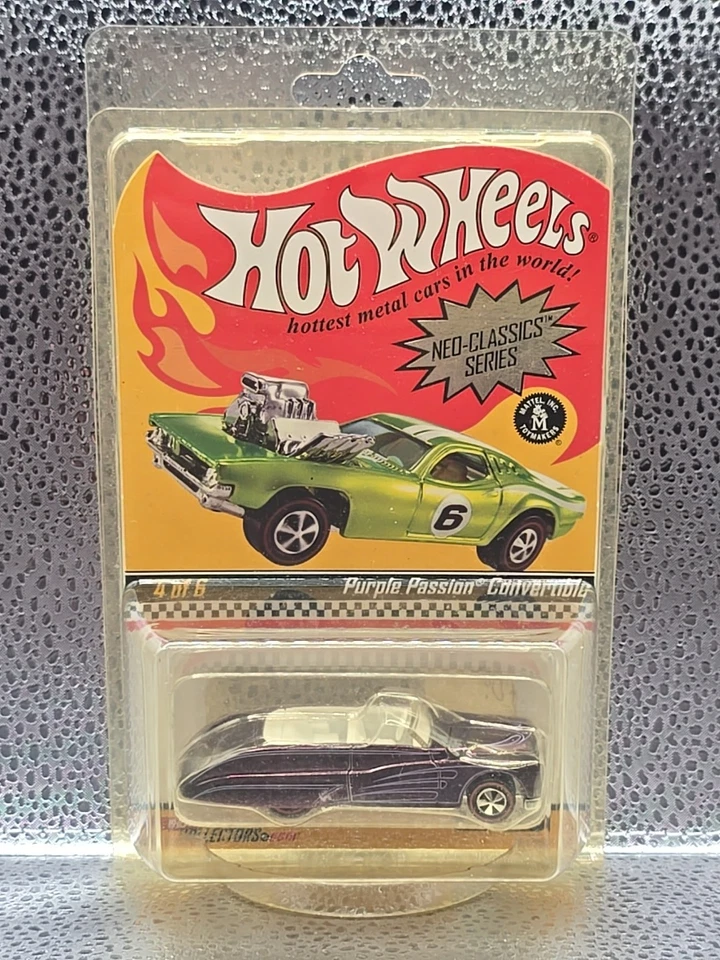 HOT WHEELS®
hottest metal cars in the world!
NEO-CLASSICS™
SERIES
MATTEL, INC.
M
TOYMAKERS
®
6
4 of 6
Purple Passion® Convertible